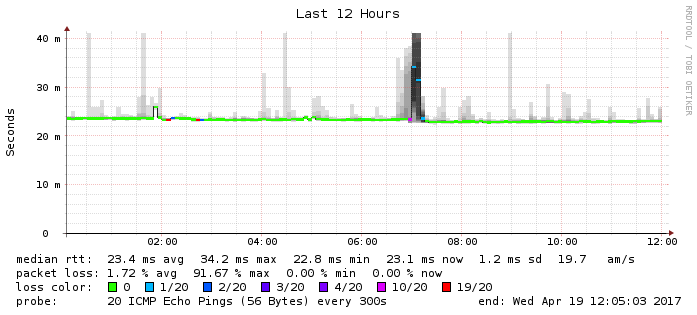 Last 12 Hours
RRDTOOL / TOBI OETIKER
Seconds
40 m
30 m
20 m
10 m
0
02:00 04:00 06:00 08:00 10:00 12:00
median rtt: 23.4 ms avg 34.2 ms max 22.8 ms min 23.1 ms now 1.2 ms sd 19.7 am/s
packet loss: 1.72 % avg 91.67 % max 0.00 % min 0.00 % now
loss color: 0 1/20 2/20 3/20 4/20 10/20 19/20
probe: 20 ICMP Echo Pings (56 Bytes) every 300s end: Wed Apr 19 12:05:03 2017